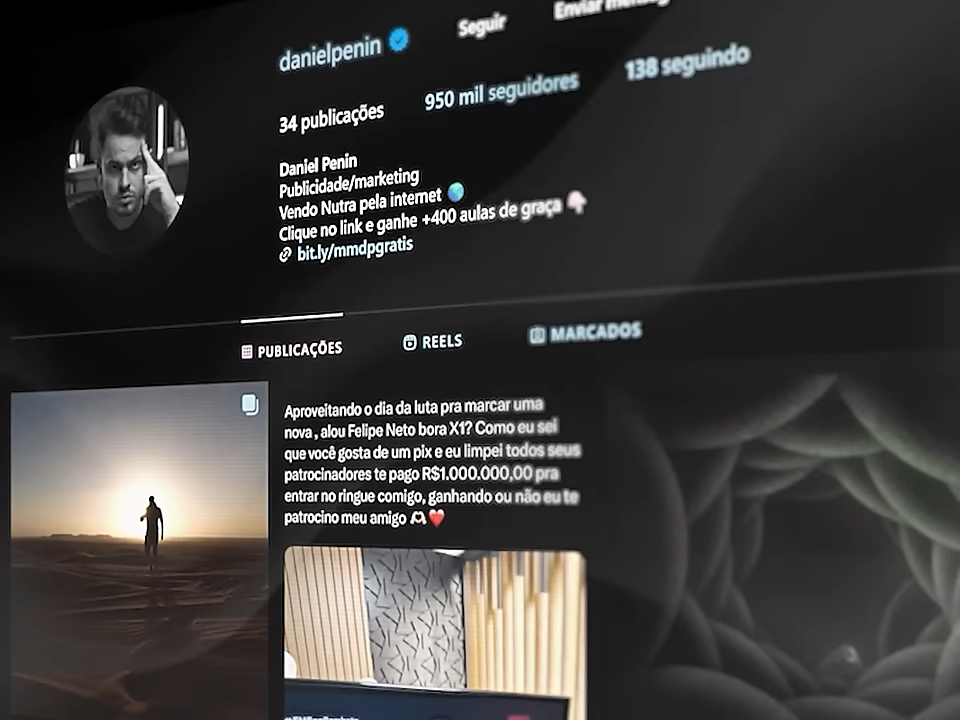 danielpenin
Seguir
Enviar
34 publicações
950 mil seguidores
138 seguindo
Daniel Penin
Publicidade/marketing
Vendo Nutra pela internet 🌍
Clique no link e ganhe +400 aulas de graça 👇🏻
bit.ly/mmdpgratis
PUBLICAÇÕES
REELS
MARCADOS
Aproveitando o dia da luta pra marcar uma
nova , alou Felipe Neto bora X1? Como eu sei
que você gosta de um pix e eu limpei todos seus
patrocinadores te pago R$1.000.000,00 pra
entrar no ringue comigo, ganhando ou não eu te
patrocino meu amigo 🫶🏻❤️